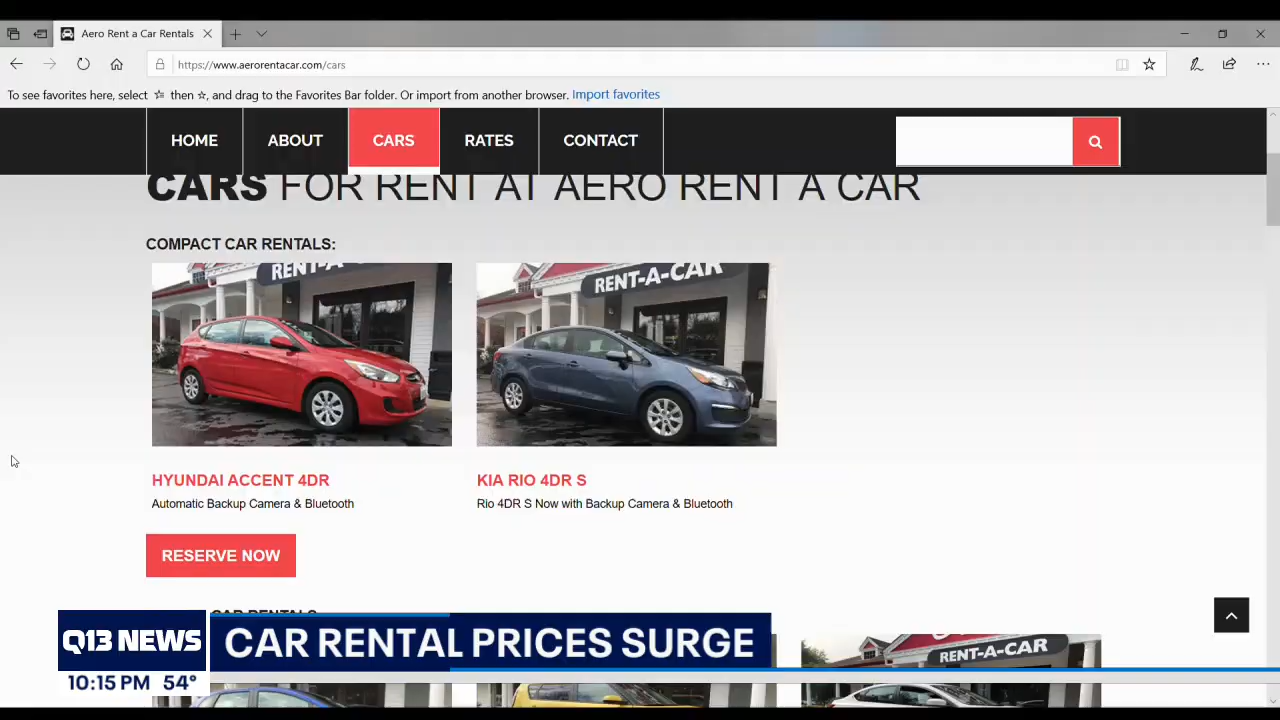 Aero Rent a Car Rentals
https://www.aerorentacar.com/cars
To see favorites here, select then ☆, and drag to the Favorites Bar folder. Or import from another browser. Import favorites
HOME ABOUT CARS RATES CONTACT
CARS FOR RENT AT AERO RENT A CAR
COMPACT CAR RENTALS:
RENT-A-CAR
RENT-A-CAR
HYUNDAI ACCENT 4DR
Automatic Backup Camera & Bluetooth
KIA RIO 4DR S
Rio 4DR S Now with Backup Camera & Bluetooth
RESERVE NOW
CAR RENTALS
RENT-A-CAR
Q13 NEWS
CAR RENTAL PRICES SURGE
10:15 PM 54°